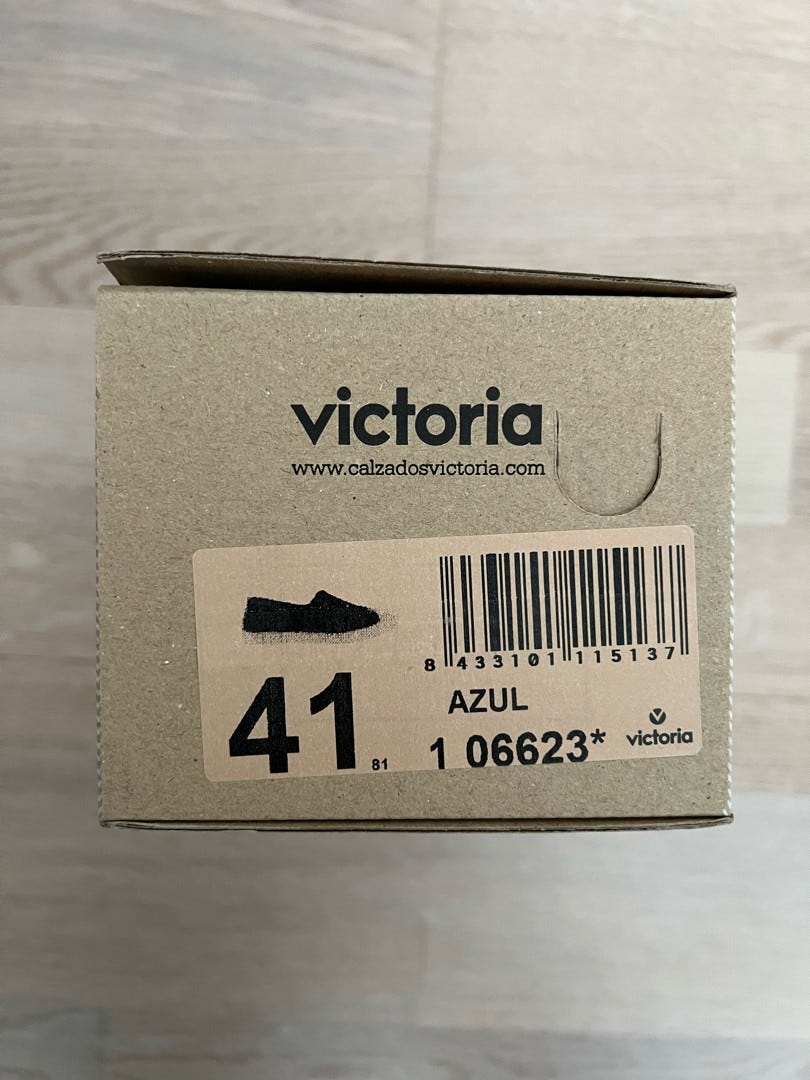 victoria
www.calzadosvictoria.com
8 433101 115137
AZUL
41 81
1 06623*
victoria